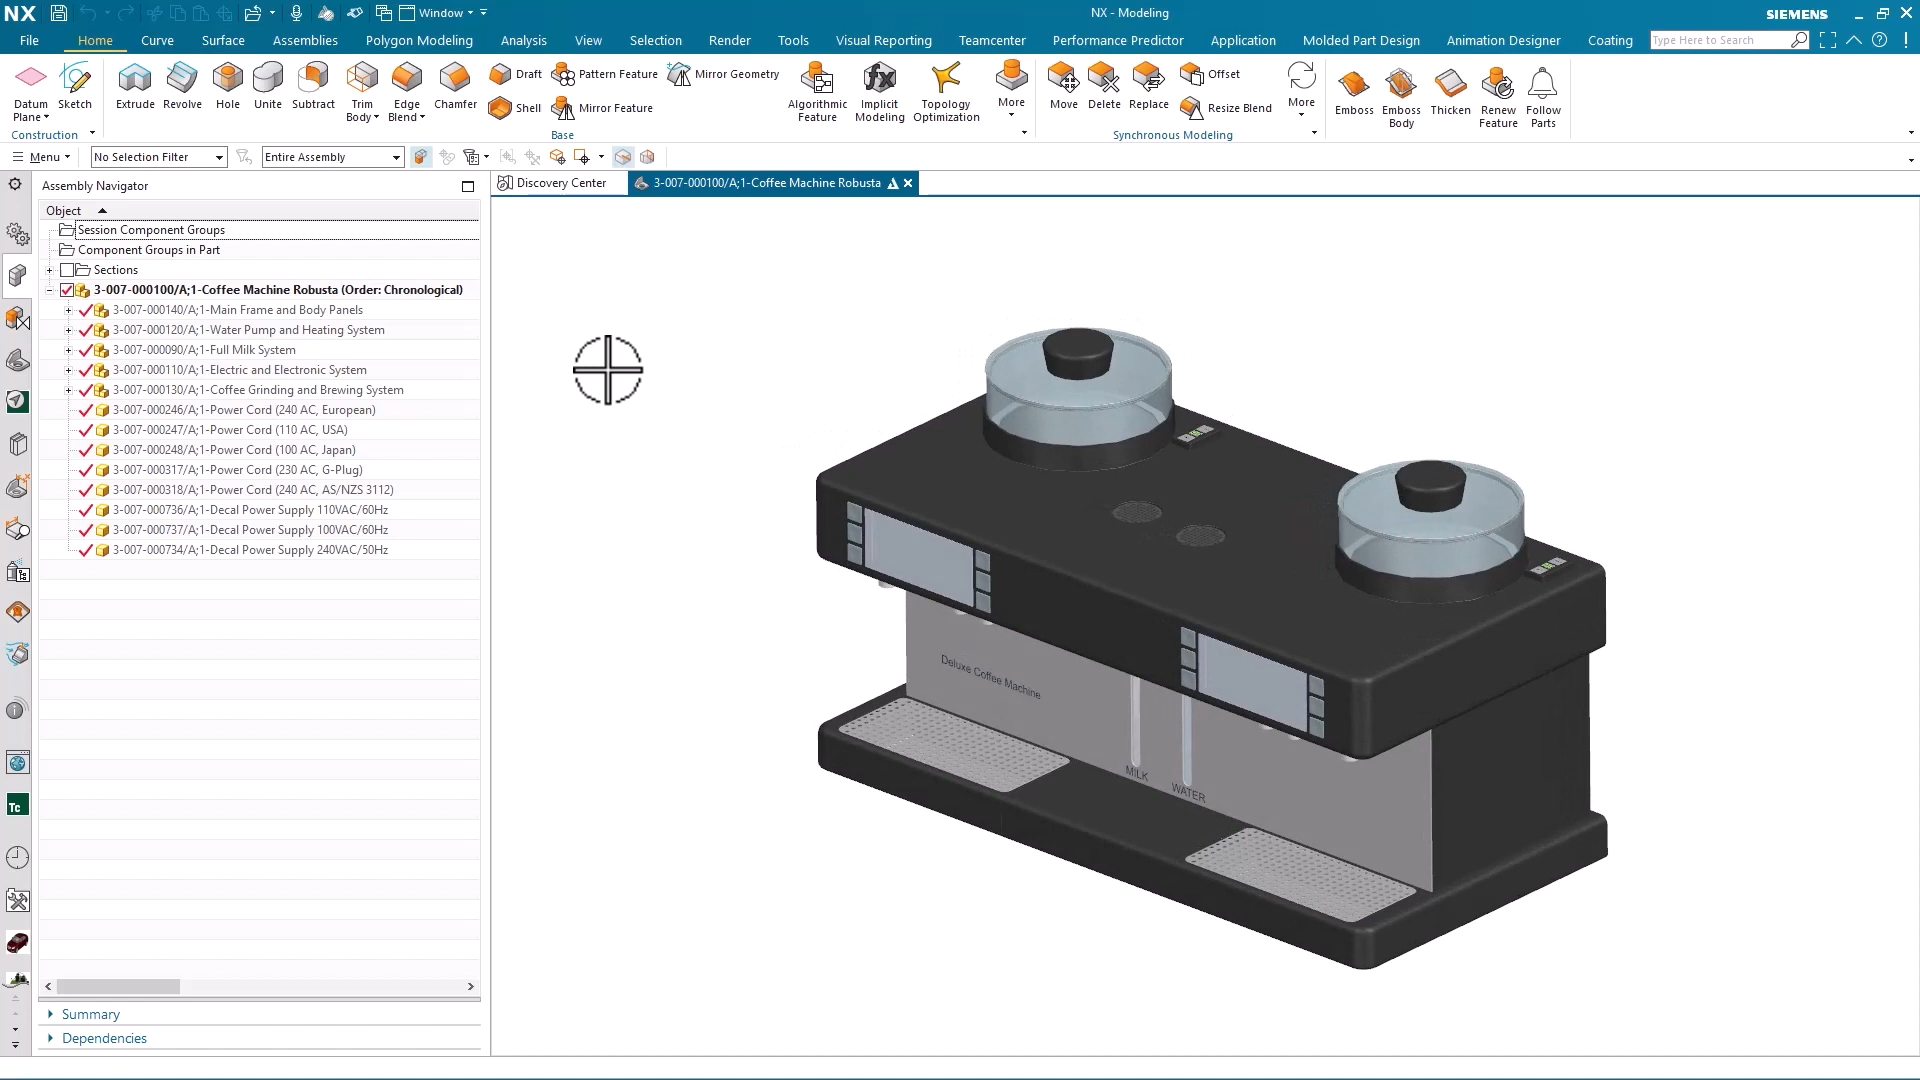 NX Window NX - Modeling SIEMENS
File Home Curve Surface Assemblies Polygon Modeling Analysis View Selection Render Tools Visual Reporting Teamcenter Performance Predictor Application Molded Part Design Animation Designer Coating Type Here to Search
Datum Plane Sketch Extrude Revolve Hole Unite Subtract Trim Body Edge Blend Chamfer Draft Shell Pattern Feature Mirror Feature Mirror Geometry Algorithmic Feature Implicit Modeling Topology Optimization More Move Delete Replace Offset Resize Blend More Emboss Emboss Body Thicken Renew Feature Follow Parts
Construction Base Synchronous Modeling
Menu No Selection Filter Entire Assembly
Assembly Navigator
Discovery Center 3-007-000100/A;1-Coffee Machine Robusta
Object
Session Component Groups
Component Groups in Part
Sections
3-007-000100/A;1-Coffee Machine Robusta (Order: Chronological)
3-007-000140/A;1-Main Frame and Body Panels
3-007-000120/A;1-Water Pump and Heating System
3-007-000090/A;1-Full Milk System
3-007-000110/A;1-Electric and Electronic System
3-007-000130/A;1-Coffee Grinding and Brewing System
3-007-000246/A;1-Power Cord (240 AC, European)
3-007-000247/A;1-Power Cord (110 AC, USA)
3-007-000248/A;1-Power Cord (100 AC, Japan)
3-007-000317/A;1-Power Cord (230 AC, G-Plug)
3-007-000318/A;1-Power Cord (240 AC, AS/NZS 3112)
3-007-000736/A;1-Decal Power Supply 110VAC/60Hz
3-007-000737/A;1-Decal Power Supply 100VAC/60Hz
3-007-000734/A;1-Decal Power Supply 240VAC/50Hz
Deluxe Coffee Machine
MILK
WATER
Tc
Summary
Dependencies